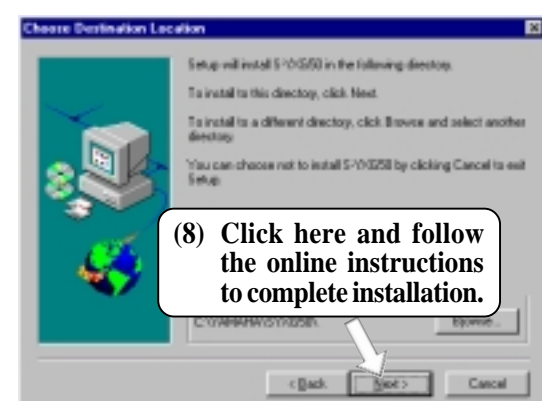 Choose Destination Location
Setup will install S-YXG50 in the following directory.
To install to this directory, click Next.
To install to a different directory, click Browse and select another
directory.
You can choose not to install S-YXG50 by clicking Cancel to exit
Setup.
(8) Click here and follow
the online instructions
to complete installation.
C:\YAMAHA\SYXG50\
Browse...
< Back
Next >
Cancel